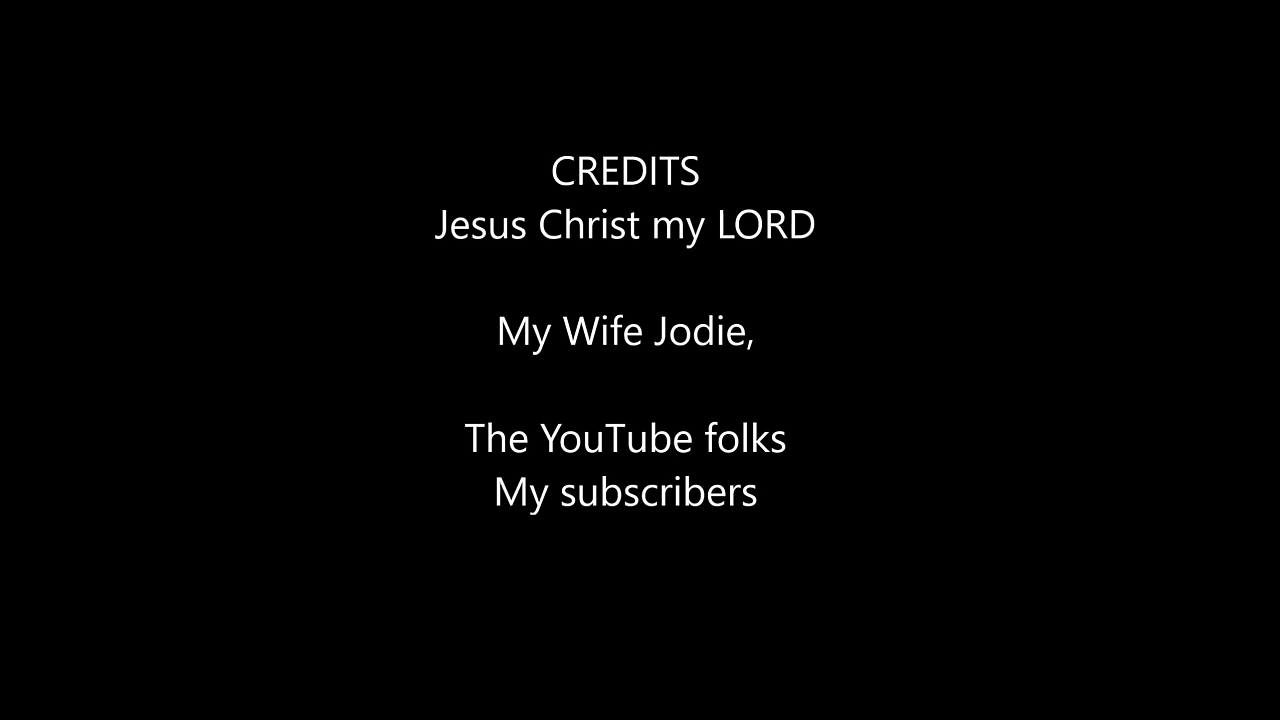 CREDITS
Jesus Christ my LORD
My Wife Jodie,
The YouTube folks
My subscribers